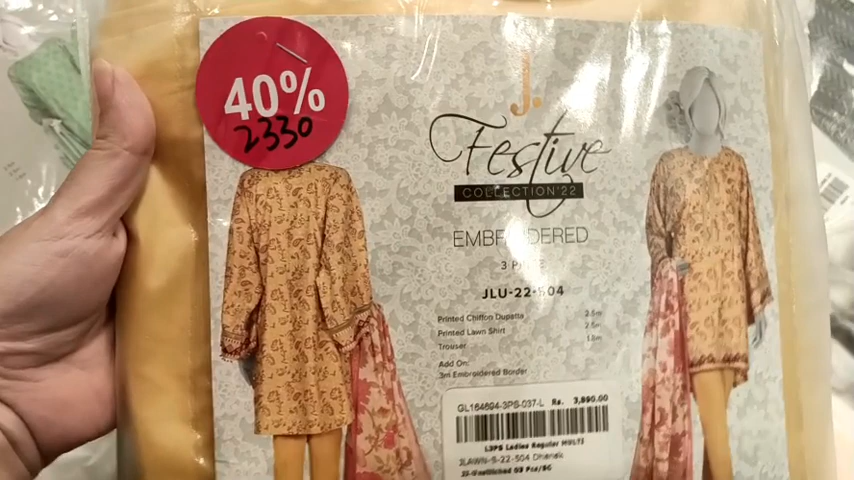 40%
2330
J.
Festive
COLLECTION'22
EMBROIDERED
3 PIECE
JLU-22-504
Printed Chiffon Dupatta 2.5m
Printed Lawn Shirt 2.5m
Trouser 1.8m
Add On:
3m Embroidered Border
GL164694-3PS-037-L Rs. 3,890.00
L3PS Ladies Regular MULTI
JLAWN-S-22-504 Dhanak